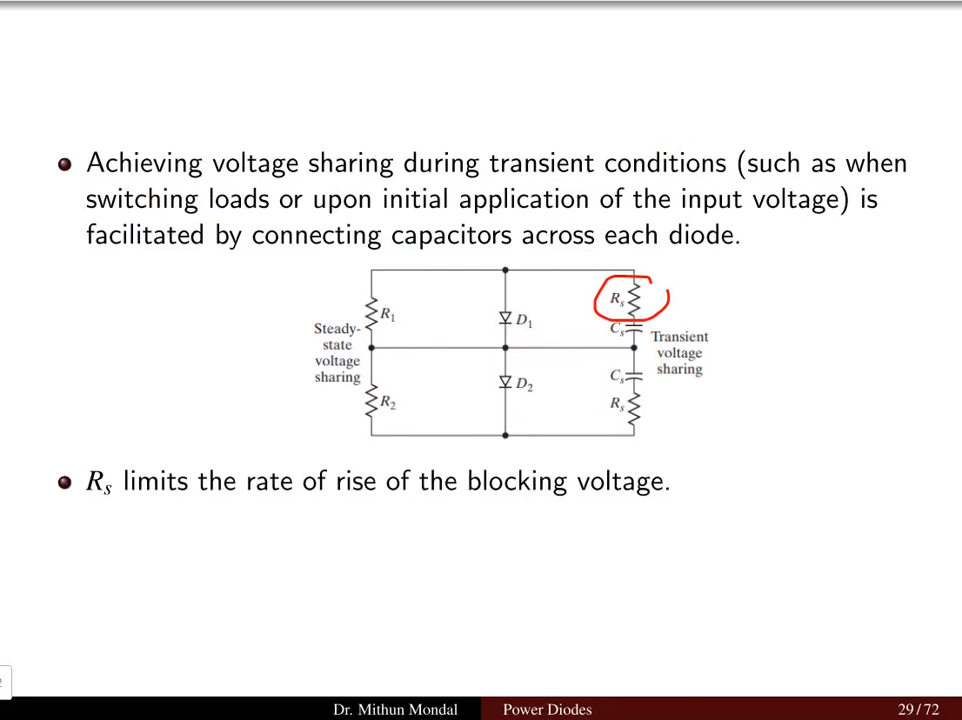 Achieving voltage sharing during transient conditions (such as when
switching loads or upon initial application of the input voltage) is
facilitated by connecting capacitors across each diode.
Steady-
state
voltage
sharing
R₁
R₂
D₁
D₂
Rₛ
Cₛ
Cₛ
Rₛ
Transient
voltage
sharing
Rₛ limits the rate of rise of the blocking voltage.
Dr. Mithun Mondal
Power Diodes
29 / 72